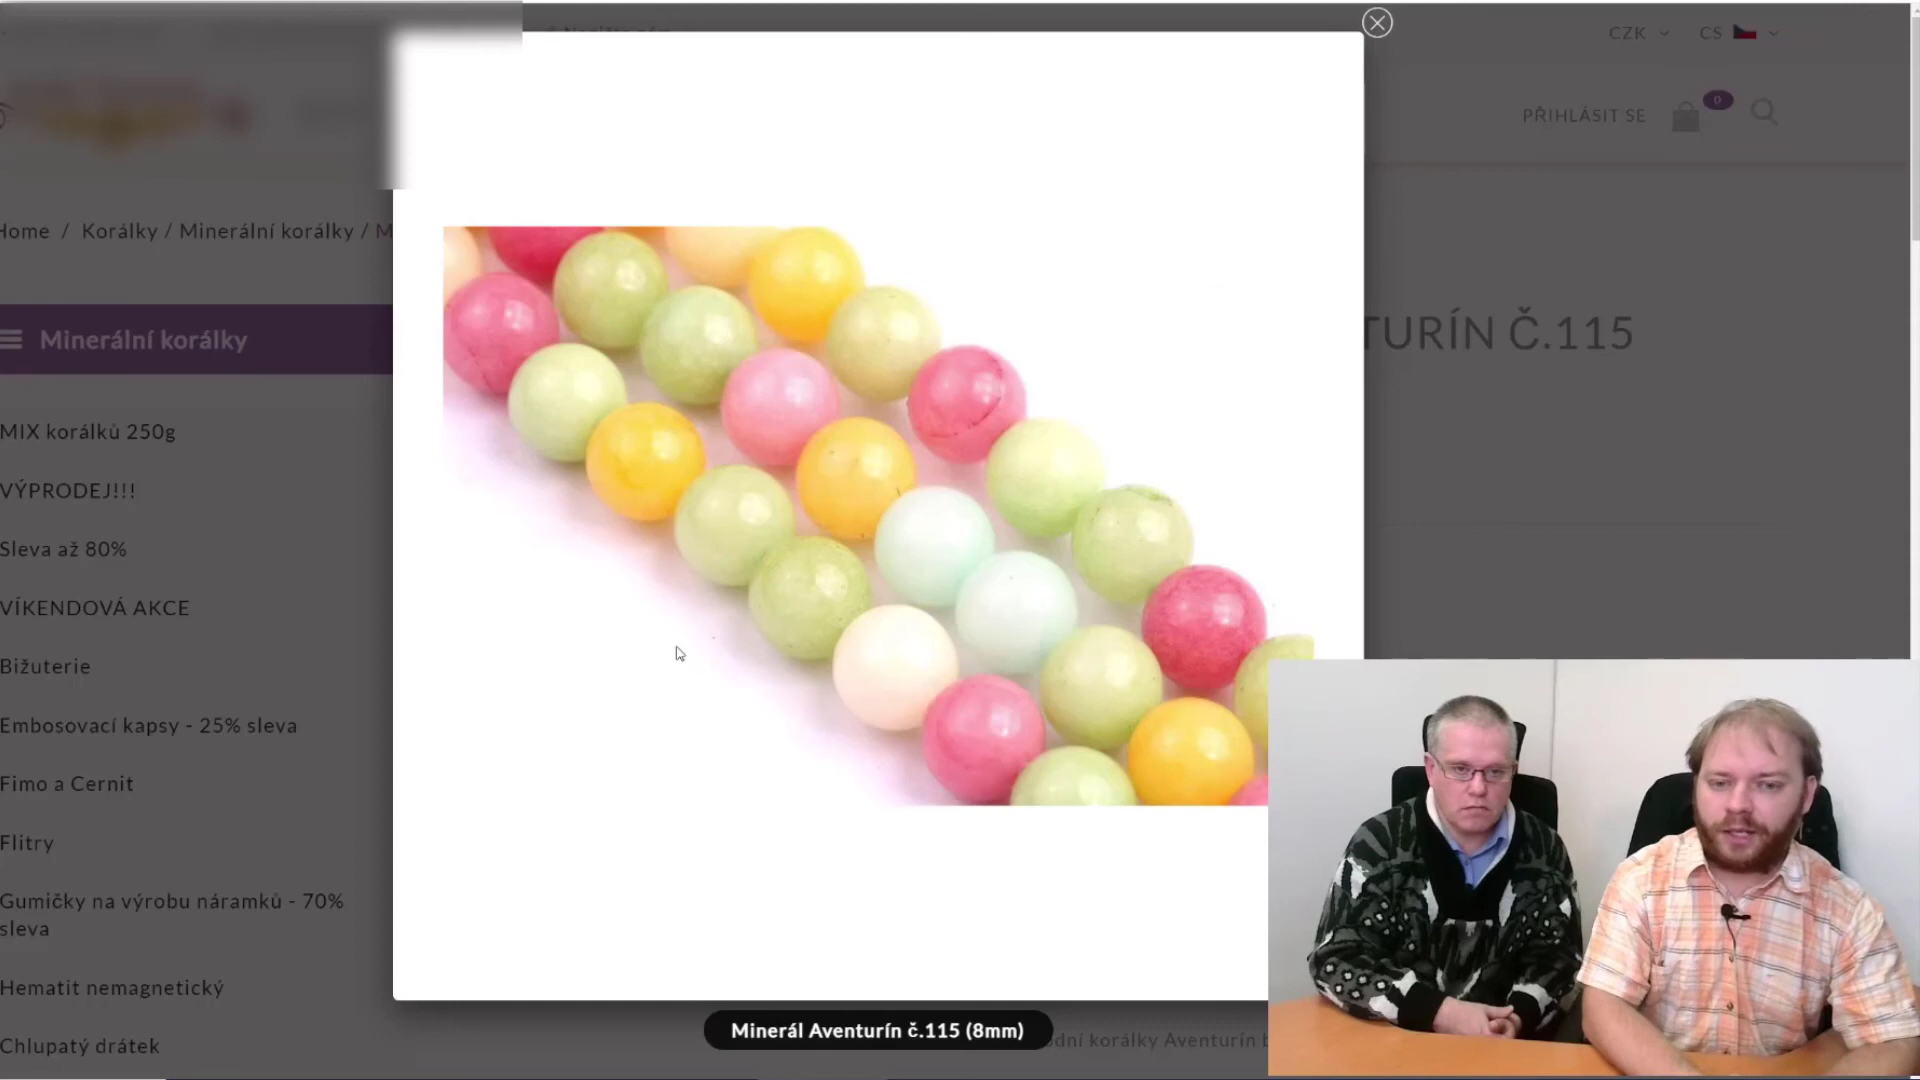 CZK
CS
0
PŘIHLÁSIT SE
Home / Korálky / Minerální korálky / M
TURÍN Č.115
Minerální korálky
MIX korálků 250g
VÝPRODEJ!!!
Sleva až 80%
VÍKENDOVÁ AKCE
Bižuterie
Embosovací kapsy - 25% sleva
Fimo a Cernit
Flitry
Gumičky na výrobu náramků - 70%
sleva
Hematit nemagnetický
Chlupatý drátek
Minerál Aventurín č.115 (8mm)
dní korálky Aventurín b